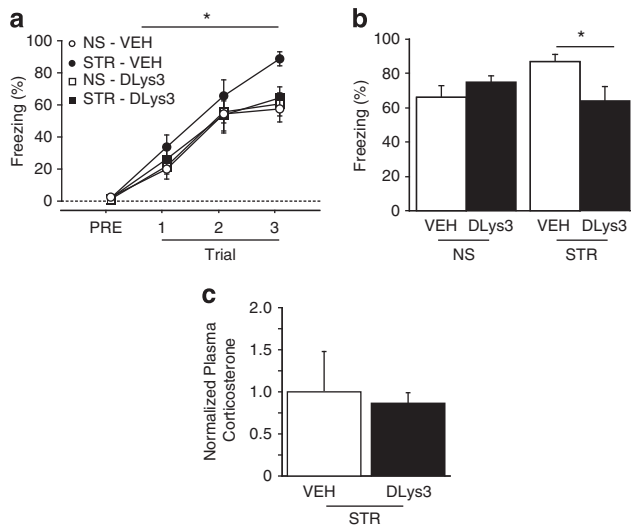 a
*
Freezing (%)
100
80
60
40
20
0
NS - VEH
STR - VEH
NS - DLys3
STR - DLys3
PRE 1 2 3
Trial
b
*
Freezing (%)
100
80
60
40
20
0
VEH DLys3 VEH DLys3
NS STR
c
Normalized Plasma
Corticosterone
2.0
1.5
1.0
0.5
0
VEH DLys3
STR